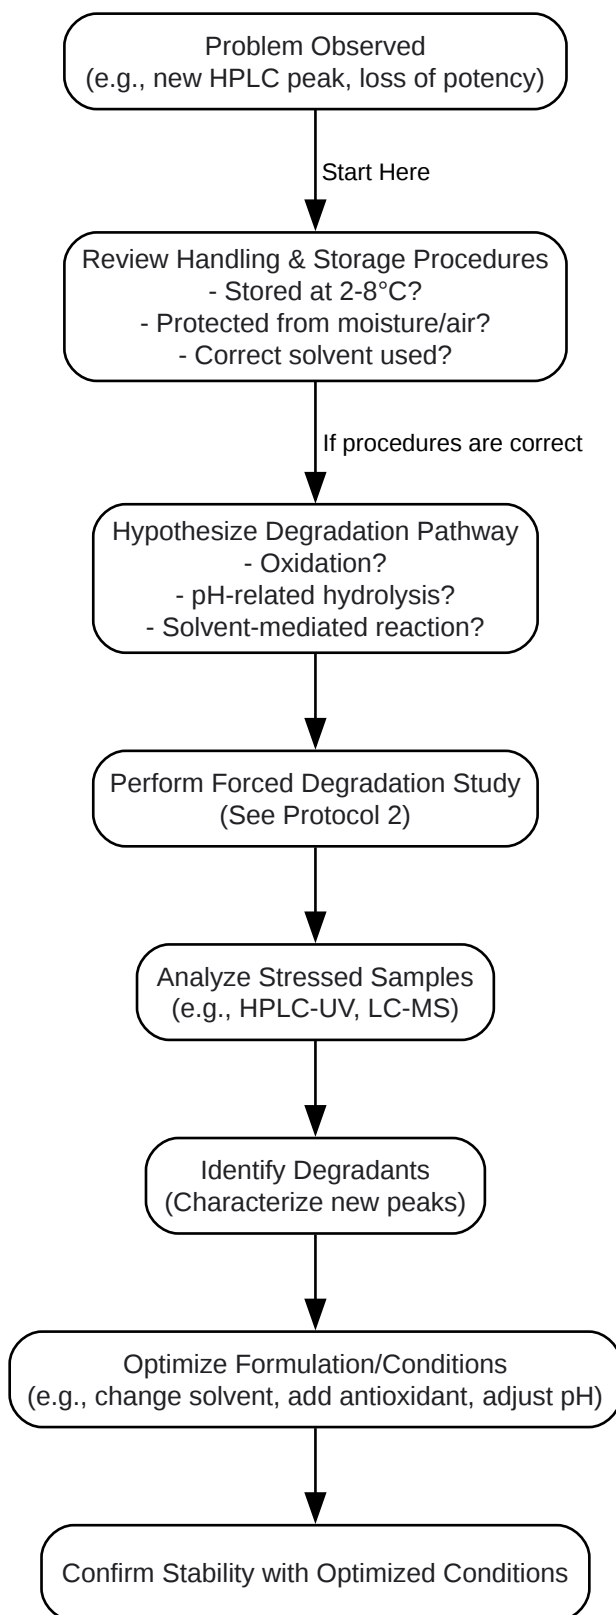 Problem Observed
(e.g., new HPLC peak, loss of potency)
Start Here
Review Handling & Storage Procedures
- Stored at 2-8°C?
- Protected from moisture/air?
- Correct solvent used?
If procedures are correct
Hypothesize Degradation Pathway
- Oxidation?
- pH-related hydrolysis?
- Solvent-mediated reaction?
Perform Forced Degradation Study
(See Protocol 2)
Analyze Stressed Samples
(e.g., HPLC-UV, LC-MS)
Identify Degradants
(Characterize new peaks)
Optimize Formulation/Conditions
(e.g., change solvent, add antioxidant, adjust pH)
Confirm Stability with Optimized Conditions